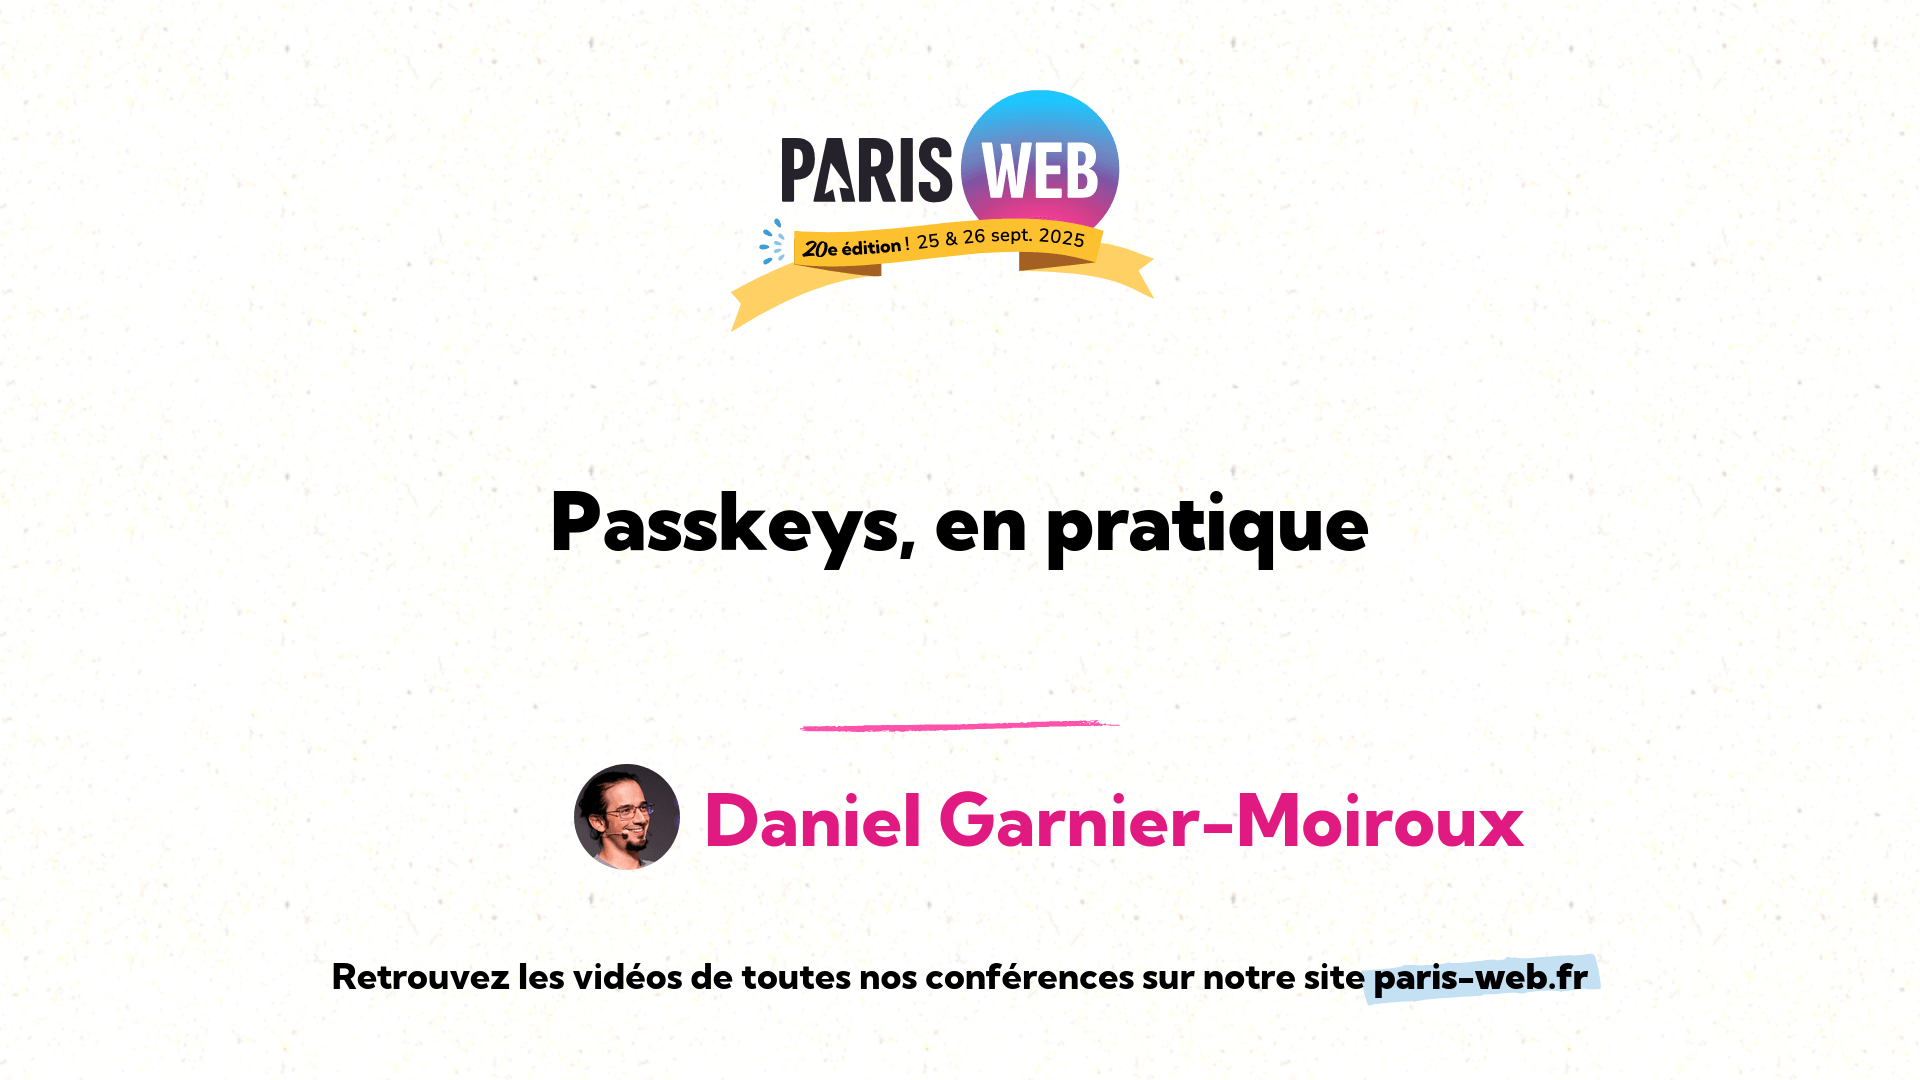 PARIS WEB
20e édition ! 25 & 26 sept. 2025
Passkeys, en pratique
Daniel Garnier-Moiroux
Retrouvez les vidéos de toutes nos conférences sur notre site paris-web.fr